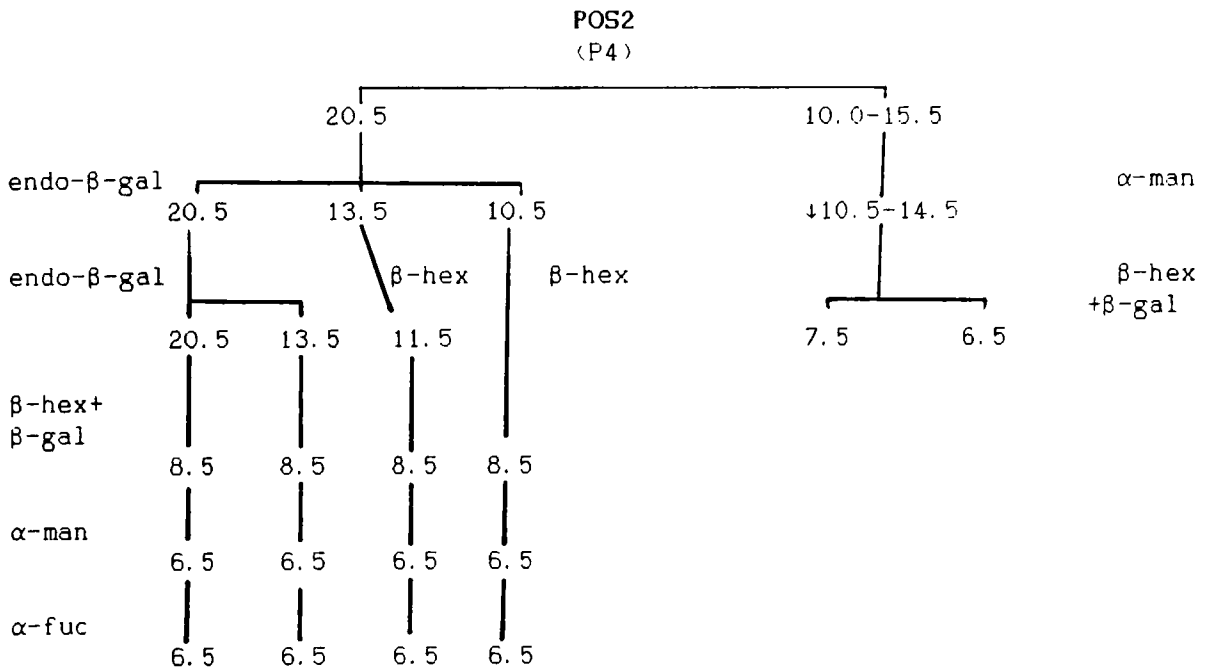 POS2
(P4)
20.5 10.0-15.5
endo-β-gal α-man
20.5 13.5 10.5 ↓10.5-14.5
endo-β-gal β-hex β-hex β-hex
+β-gal
20.5 13.5 11.5 7.5 6.5
β-hex+
β-gal
8.5 8.5 8.5 8.5
α-man
6.5 6.5 6.5 6.5
α-fuc
6.5 6.5 6.5 6.5